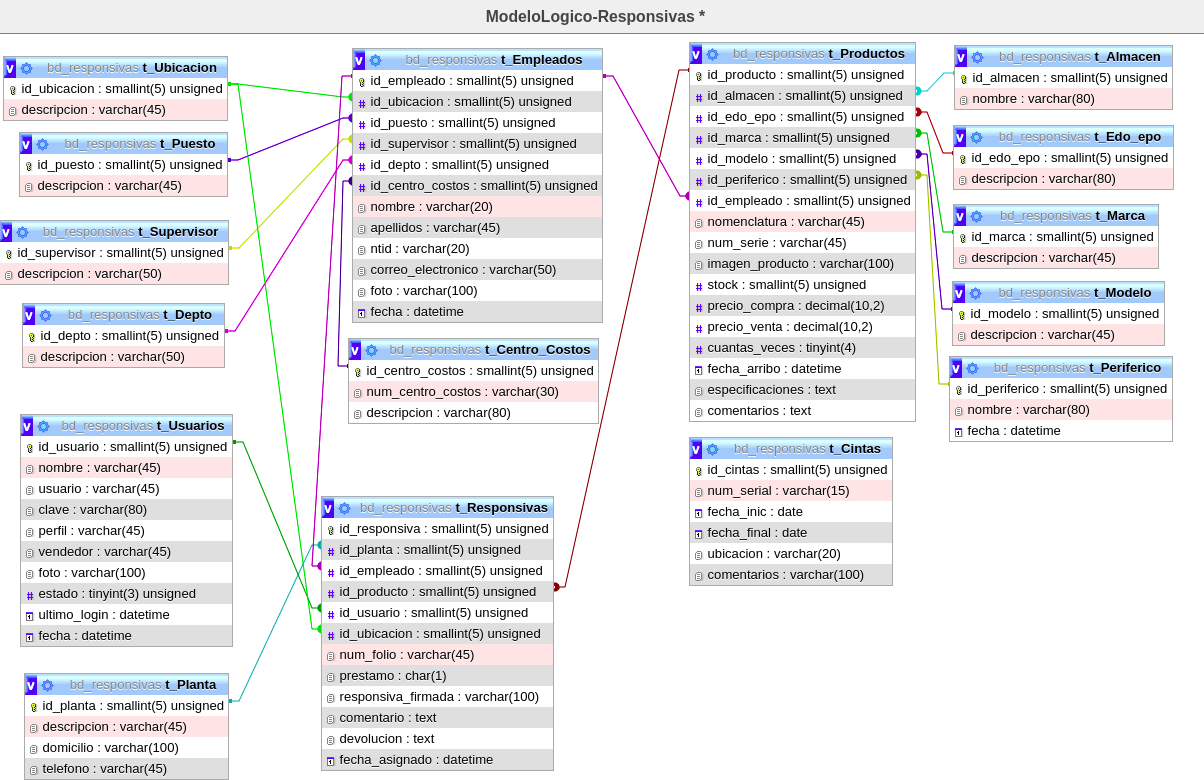 ModeloLogico-Responsivas *
v bd_responsivas t_Ubicacion
id_ubicacion : smallint(5) unsigned
descripcion : varchar(45)
v bd_responsivas t_Puesto
id_puesto : smallint(5) unsigned
descripcion : varchar(45)
v bd_responsivas t_Supervisor
id_supervisor : smallint(5) unsigned
descripcion : varchar(50)
v bd_responsivas t_Depto
id_depto : smallint(5) unsigned
descripcion : varchar(50)
v bd_responsivas t_Usuarios
id_usuario : smallint(5) unsigned
nombre : varchar(45)
usuario : varchar(45)
clave : varchar(80)
perfil : varchar(45)
vendedor : varchar(45)
foto : varchar(100)
# estado : tinyint(3) unsigned
ultimo_login : datetime
fecha : datetime
v bd_responsivas t_Planta
id_planta : smallint(5) unsigned
descripcion : varchar(45)
domicilio : varchar(100)
telefono : varchar(45)
v bd_responsivas t_Empleados
id_empleado : smallint(5) unsigned
# id_ubicacion : smallint(5) unsigned
# id_puesto : smallint(5) unsigned
# id_supervisor : smallint(5) unsigned
# id_depto : smallint(5) unsigned
# id_centro_costos : smallint(5) unsigned
nombre : varchar(20)
apellidos : varchar(45)
ntid : varchar(20)
correo_electronico : varchar(50)
foto : varchar(100)
fecha : datetime
v bd_responsivas t_Centro_Costos
id_centro_costos : smallint(5) unsigned
num_centro_costos : varchar(30)
descripcion : varchar(80)
v bd_responsivas t_Responsivas
id_responsiva : smallint(5) unsigned
# id_planta : smallint(5) unsigned
# id_empleado : smallint(5) unsigned
# id_producto : smallint(5) unsigned
# id_usuario : smallint(5) unsigned
# id_ubicacion : smallint(5) unsigned
num_folio : varchar(45)
prestamo : char(1)
responsiva_firmada : varchar(100)
comentario : text
devolucion : text
fecha_asignado : datetime
v bd_responsivas t_Productos
id_producto : smallint(5) unsigned
# id_almacen : smallint(5) unsigned
# id_edo_epo : smallint(5) unsigned
# id_marca : smallint(5) unsigned
# id_modelo : smallint(5) unsigned
# id_periferico : smallint(5) unsigned
# id_empleado : smallint(5) unsigned
nomenclatura : varchar(45)
num_serie : varchar(45)
imagen_producto : varchar(100)
# stock : smallint(5) unsigned
# precio_compra : decimal(10,2)
# precio_venta : decimal(10,2)
# cuantas_veces : tinyint(4)
fecha_arribo : datetime
especificaciones : text
comentarios : text
v bd_responsivas t_Cintas
id_cintas : smallint(5) unsigned
num_serial : varchar(15)
fecha_inic : date
fecha_final : date
ubicacion : varchar(20)
comentarios : varchar(100)
v bd_responsivas t_Almacen
id_almacen : smallint(5) unsigned
nombre : varchar(80)
v bd_responsivas t_Edo_epo
id_edo_epo : smallint(5) unsigned
descripcion : varchar(80)
v bd_responsivas t_Marca
id_marca : smallint(5) unsigned
descripcion : varchar(45)
v bd_responsivas t_Modelo
id_modelo : smallint(5) unsigned
descripcion : varchar(45)
v bd_responsivas t_Periferico
id_periferico : smallint(5) unsigned
nombre : varchar(80)
fecha : datetime